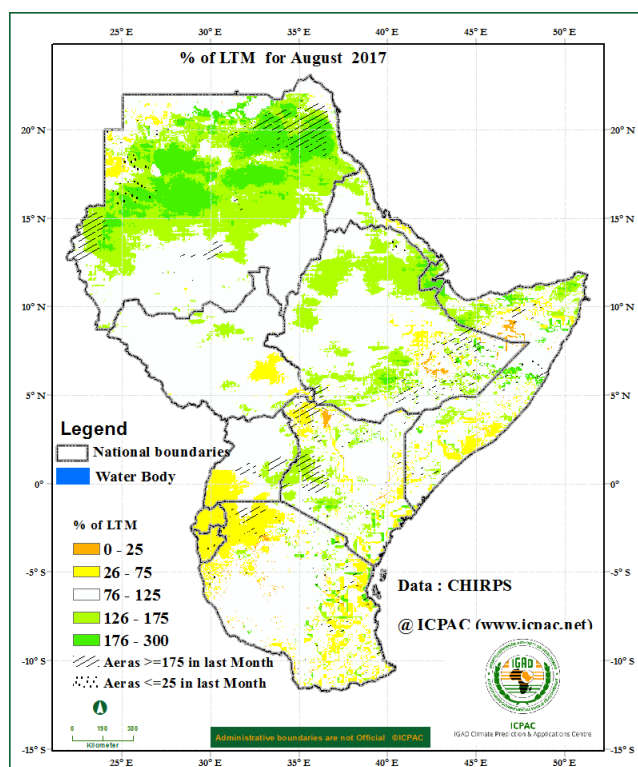 25° E 30° E 35° E 40° E 45° E 50° E
% of LTM for August 2017
20° N
20° N
15° N
15° N
10° N
10° N
5° N
5° N
Legend
National boundaries
Water Body
0°
0°
% of LTM
0 - 25
26 - 75
76 - 125
126 - 175
176 - 300
Aeras >=175 in last Month
Aeras <=25 in last Month
-5° S
-5° S
Data : CHIRPS
@ ICPAC (www.icpac.net)
-10° S
-10° S
IGAD
ICPAC
IGAD Climate Prediction & Applications Centre
0 190 380
Kilometer
Administrative boundaries are not Official ©ICPAC
-15° S
-15° S
25° E 30° E 35° E 40° E 45° E 50° E